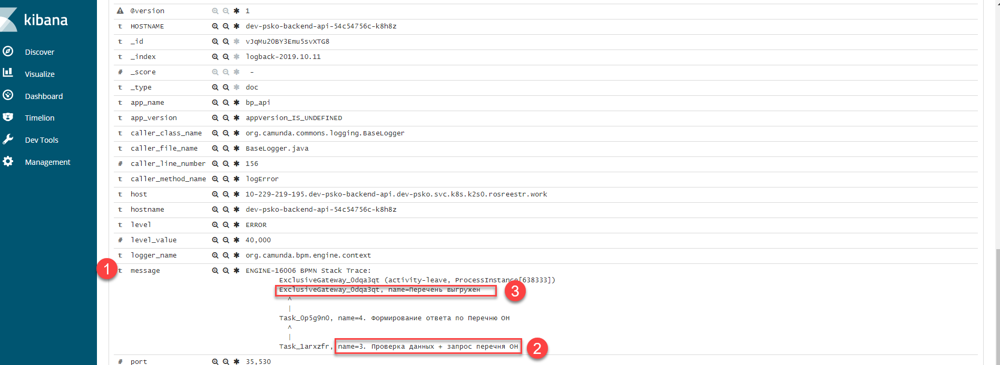 kibana
Discover
Visualize
Dashboard
Timelion
Dev Tools
Management
@version 1
t HOSTNAME dev-psko-backend-api-54c54756c-k8h8z
t _id vJqMu2OBY3Emu5svXTG8
t _index logback-2019.10.11
# _score -
t _type doc
t app_name bp_api
t app_version appVersion_IS_UNDEFINED
t caller_class_name org.camunda.commons.logging.BaseLogger
t caller_file_name BaseLogger.java
# caller_line_number 156
t caller_method_name logError
t host 10-229-219-195.dev-psko-backend-api.dev-psko.svc.k8s.k2s0.rosreestr.work
t hostname dev-psko-backend-api-54c54756c-k8h8z
t level ERROR
# level_value 40,000
t logger_name org.camunda.bpm.engine.context
1 t message ENGINE-16006 BPMN Stack Trace:
ExclusiveGateway_0dqa3qt (activity-leave, ProcessInstance[638333])
ExclusiveGateway_0dqa3qt, name=Перечень выгружен 3
^
|
Task_0p5g9n0, name=4. Формирование ответа по Перечню ОН
^
|
Task_1arxzfr, name=3. Проверка данных + запрос перечня ОН 2
# port 35,530